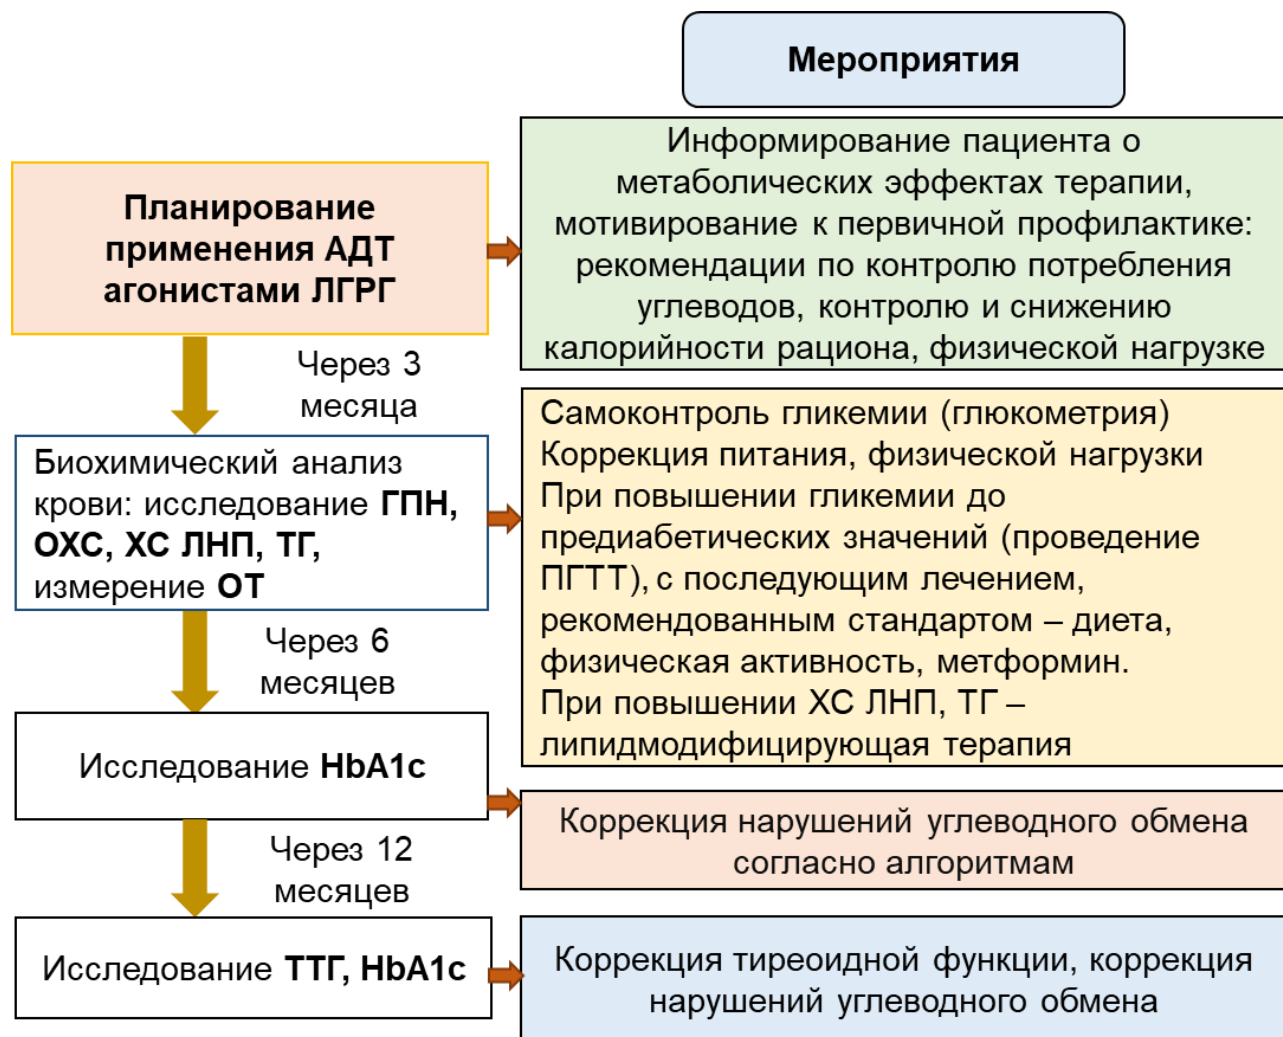 Мероприятия
Планирование
применения АДТ
агонистами ЛГРГ
Информирование пациента о
метаболических эффектах терапии,
мотивирование к первичной профилактике:
рекомендации по контролю потребления
углеводов, контролю и снижению
калорийности рациона, физической нагрузке
Через 3
месяца
Биохимический анализ
крови: исследование ГПН,
ОХС, ХС ЛНП, ТГ,
измерение ОТ
Самоконтроль гликемии (глюкометрия)
Коррекция питания, физической нагрузки
При повышении гликемии до
предиабетических значений (проведение
ПГТТ), с последующим лечением,
рекомендованным стандартом – диета,
физическая активность, метформин.
При повышении ХС ЛНП, ТГ –
липидмодифицирующая терапия
Через 6
месяцев
Исследование HbA1c
Коррекция нарушений углеводного обмена
согласно алгоритмам
Через 12
месяцев
Исследование ТТГ, HbA1c
Коррекция тиреоидной функции, коррекция
нарушений углеводного обмена